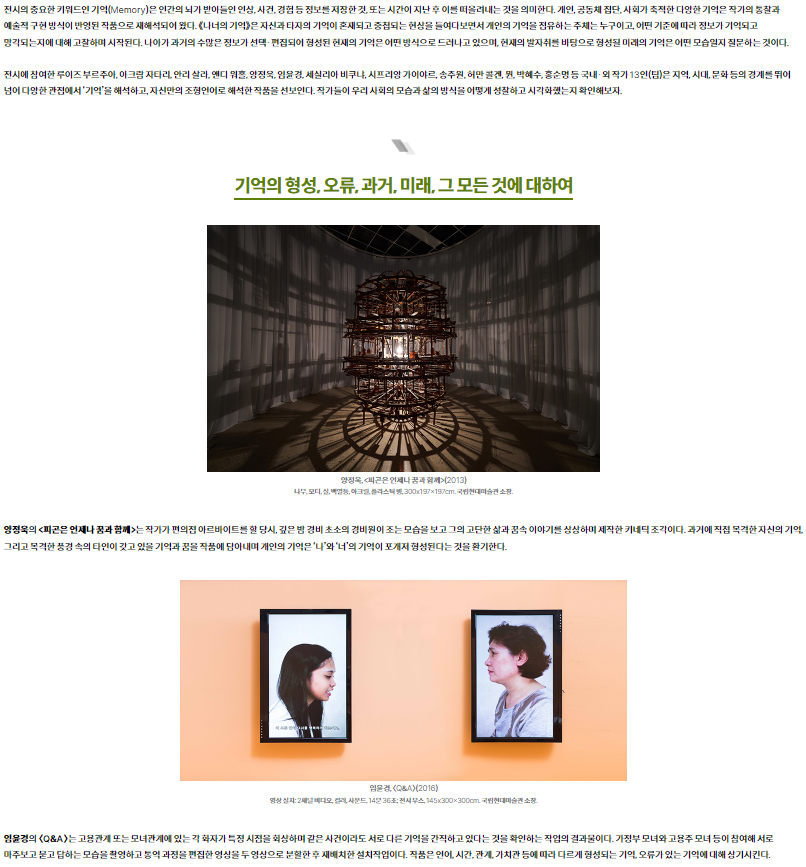 전시의 중요한 키워드인 기억(Memory)은 인간의 뇌가 받아들인 인상, 사건, 경험 등 정보를 저장한 것, 또는 시간이 지난 후 이를 떠올려내는 것을 의미한다. 개인, 공동체 집단, 사회가 축적한 다양한 기억은 작가의 통찰과
예술적 구현 방식이 반영된 작품으로 재해석되어 왔다. 《나너의 기억》은 자신과 타자의 기억이 혼재되고 중첩되는 현상을 들여다보면서 개인의 기억을 점유하는 주체는 누구이고, 어떤 기준에 따라 정보가 기억되고
망각되는지에 대해 고찰하며 시작된다. 나아가 과거의 수많은 정보가 선택·편집되어 형성된 현재의 기억은 어떤 방식으로 드러나고 있으며, 현재의 발자취를 바탕으로 형성될 미래의 기억은 어떤 모습일지 질문하는 것이다.
전시에 참여한 루이즈 부르주아, 아크람 자타리, 안리 살라, 앤디 워홀, 양정욱, 임윤경, 세실리아 비쿠냐, 시프리앙 가이야르, 송주원, 허만 콜겐, 뮌, 박혜수, 홍순명 등 국내·외 작가 13인(팀)은 지역, 시대, 문화 등의 경계를 뛰어
넘어 다양한 관점에서 ‘기억’을 해석하고, 자신만의 조형언어로 해석한 작품을 선보인다. 작가들이 우리 사회의 모습과 삶의 방식을 어떻게 성찰하고 시각화했는지 확인해보자.
기억의 형성, 오류, 과거, 미래, 그 모든 것에 대하여
양정욱, <피곤은 언제나 꿈과 함께>(2013)
나무, 모터, 실, 백열등, 아크릴, 플라스틱 병, 300x197×197cm. 국립현대미술관 소장.
양정욱의 <피곤은 언제나 꿈과 함께>는 작가가 편의점 아르바이트를 할 당시, 깊은 밤 경비 초소의 경비원이 조는 모습을 보고 그의 고단한 삶과 꿈속 이야기를 상상하며 제작한 키네틱 조각이다. 과거에 직접 목격한 자신의 기억,
그리고 목격한 풍경 속의 타인이 갖고 있을 기억과 꿈을 작품에 담아내며 개인의 기억은 ‘나’와 ‘너’의 기억이 포개져 형성된다는 것을 환기한다.
임윤경, 《Q&A》(2016)
영상 설치: 2채널 비디오, 컬러, 사운드, 14분 36초; 전시 부스, 145x300×300cm. 국립현대미술관 소장.
임윤경의 《Q&A》는 고용관계 또는 모녀관계에 있는 각 화자가 특정 시점을 회상하며 같은 사건이라도 서로 다른 기억을 간직하고 있다는 것을 확인하는 작업의 결과물이다. 가정부 모녀와 고용주 모녀 등이 참여해 서로
마주보고 묻고 답하는 모습을 촬영하고 통역 과정을 편집한 영상을 두 영상으로 분할한 후 재배치한 설치작업이다. 작품은 언어, 시간, 관계, 가치관 등에 따라 다르게 형성되는 기억, 오류가 있는 기억에 대해 상기시킨다.